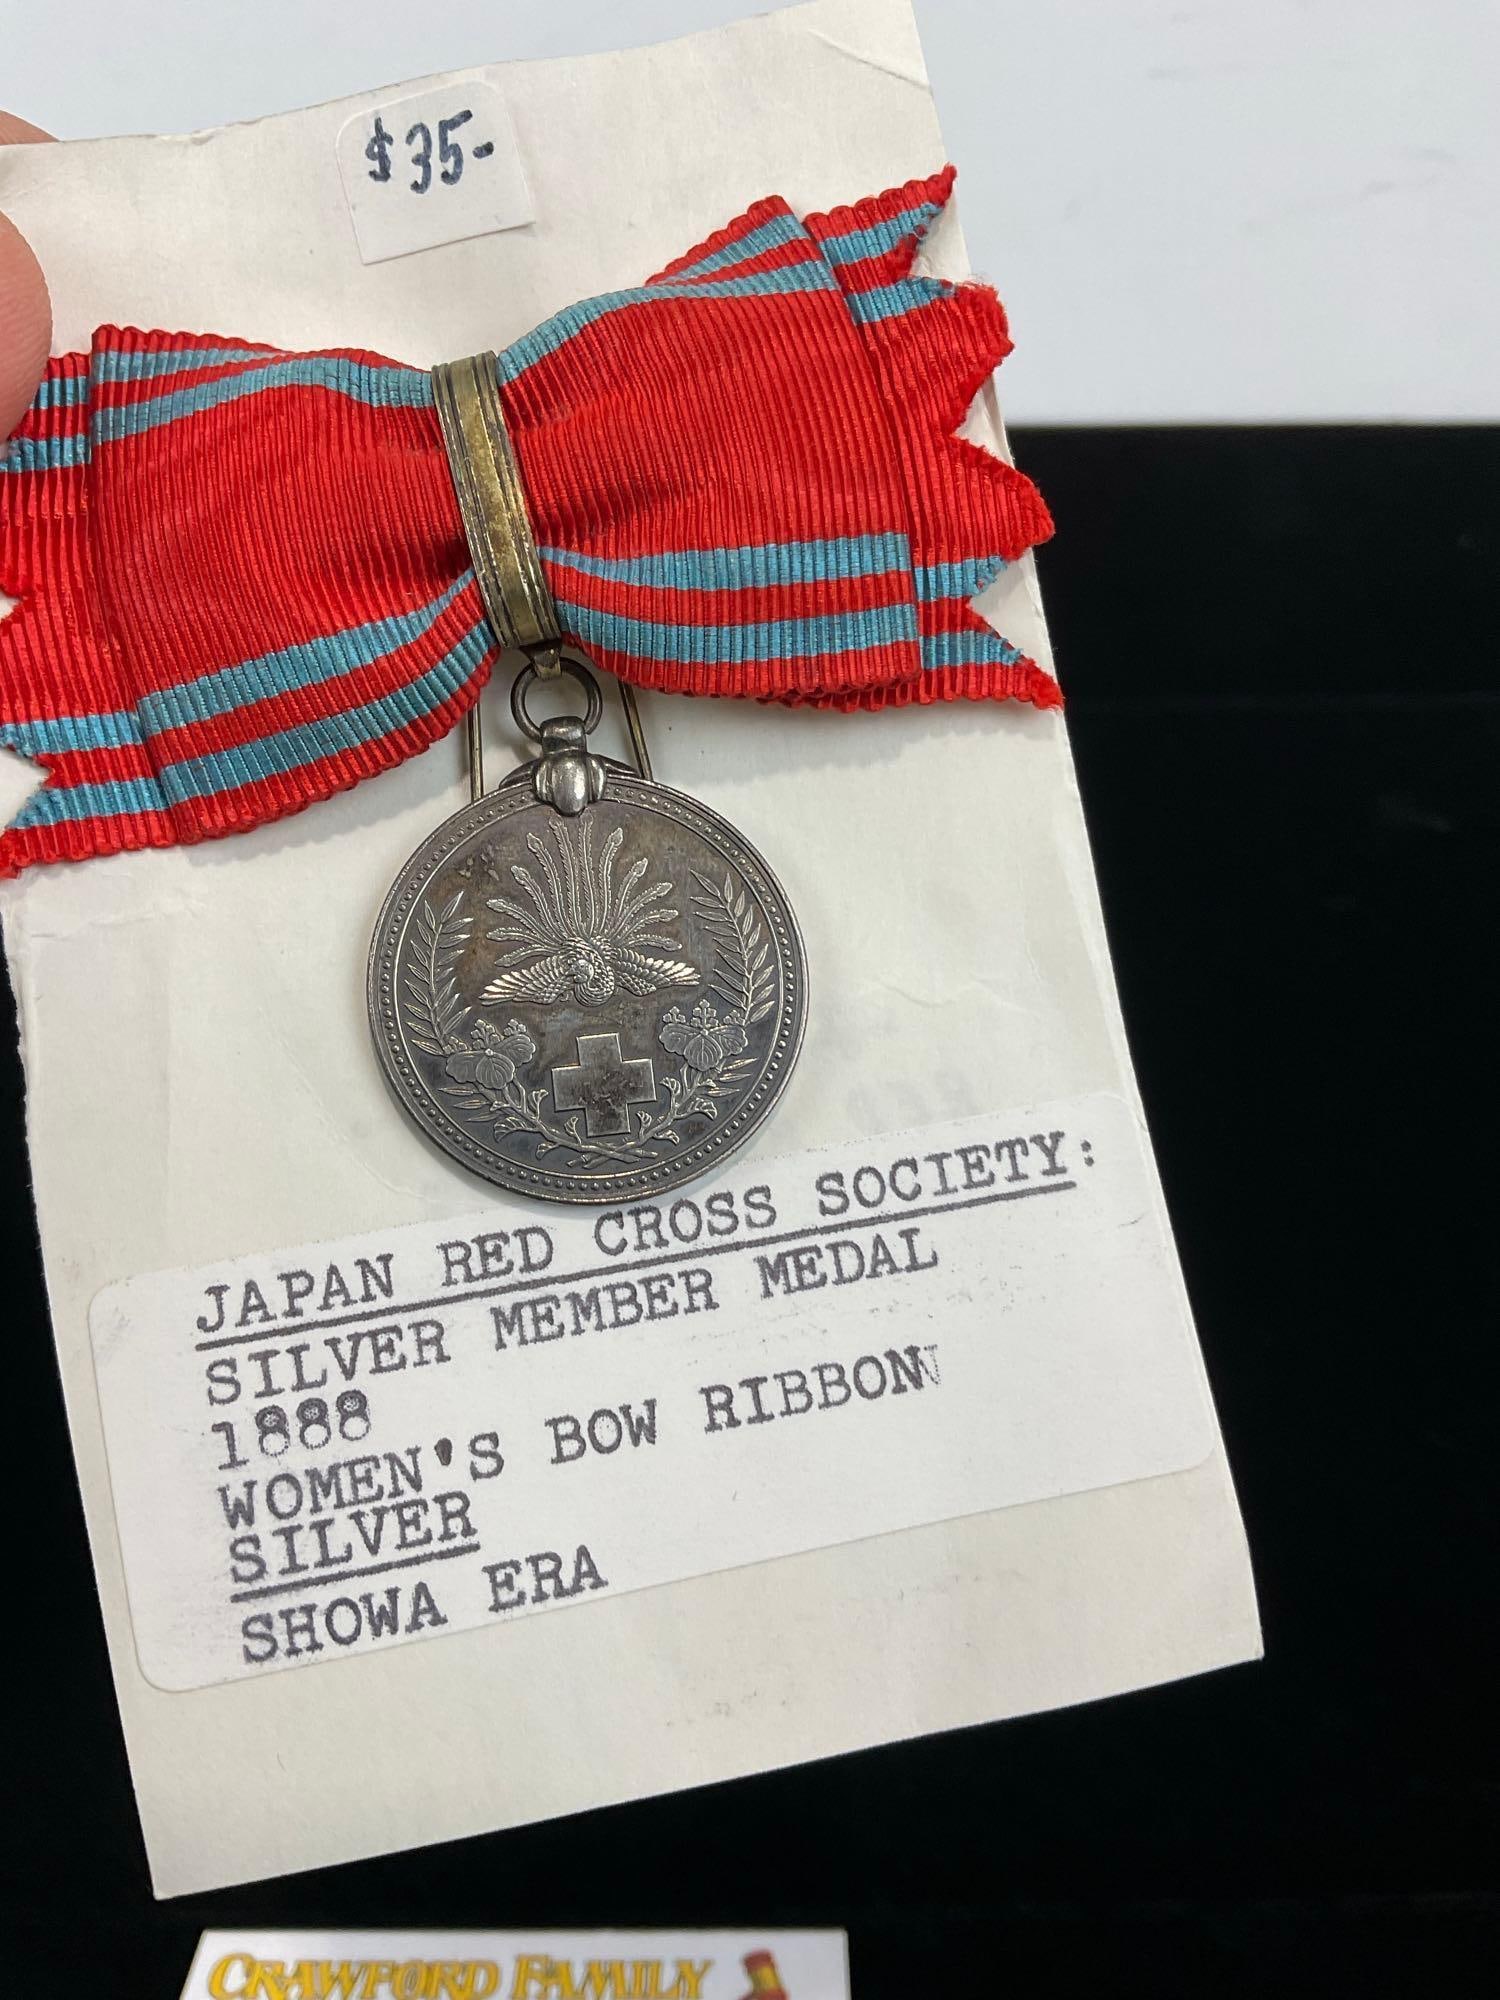 $35-
JAPAN RED CROSS SOCIETY:
SILVER MEMBER MEDAL
1888
WOMEN'S BOW RIBBON
SILVER
SHOWA ERA
CRAWFORD FAMILY